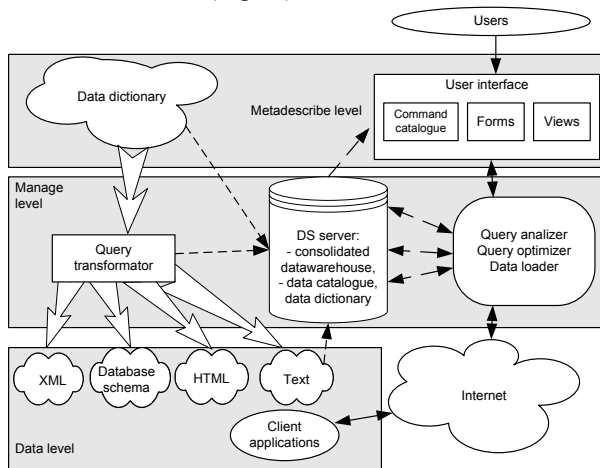 Users
Data dictionary
Metadescribe level
User interface
Command
catalogue
Forms
Views
Manage
level
Query
transformator
DS server:
- consolidated
datawarehouse,
- data catalogue,
data dictionary
Query analizer
Query optimizer
Data loader
XML
Database
schema
HTML
Text
Internet
Client
applications
Data level